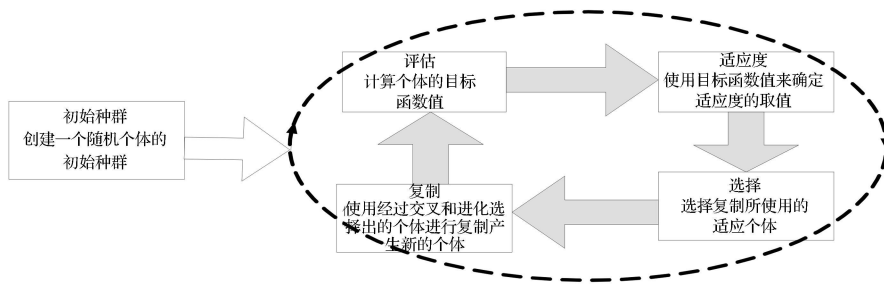 初始种群
创建一个随机个体的
初始种群
评估
计算个体的目标
函数值
适应度
使用目标函数值来确定
适应度的取值
选择
选择复制所使用的
适应个体
复制
使用经过交叉和进化选
择出的个体进行复制产
生新的个体